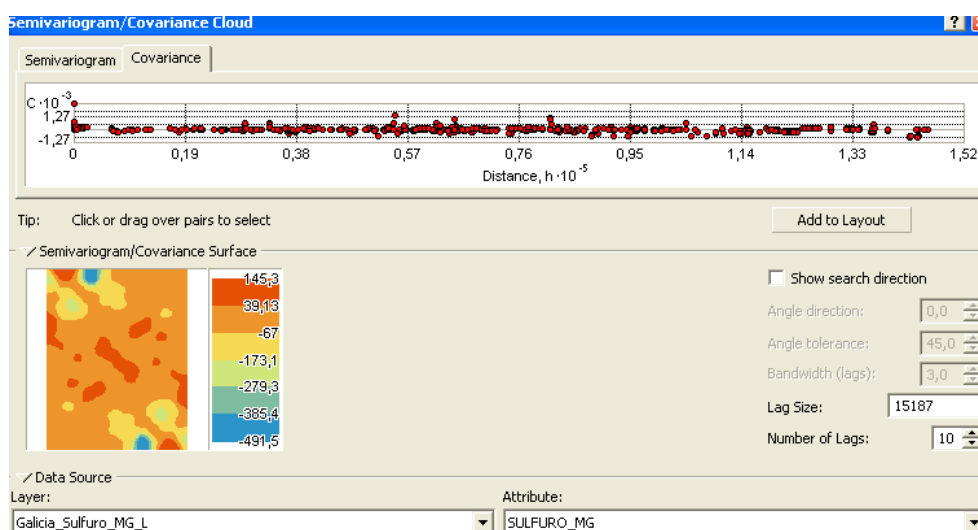 Semivariogram/Covariance Cloud
Semivariogram Covariance
C·10⁻³
1,27
-1,27
0 0,19 0,38 0,57 0,76 0,95 1,14 1,33 1,52
Distance, h·10⁻⁵
Tip: Click or drag over pairs to select
Add to Layout
Semivariogram/Covariance Surface
145,3
39,13
-67
-173,1
-279,3
-385,4
-491,5
Show search direction
Angle direction: 0,0
Angle tolerance: 45,0
Bandwidth (lags): 3,0
Lag Size: 15187
Number of Lags: 10
Data Source
Layer: Attribute:
Galicia_Sulfuro_MG_L SULFURO_MG